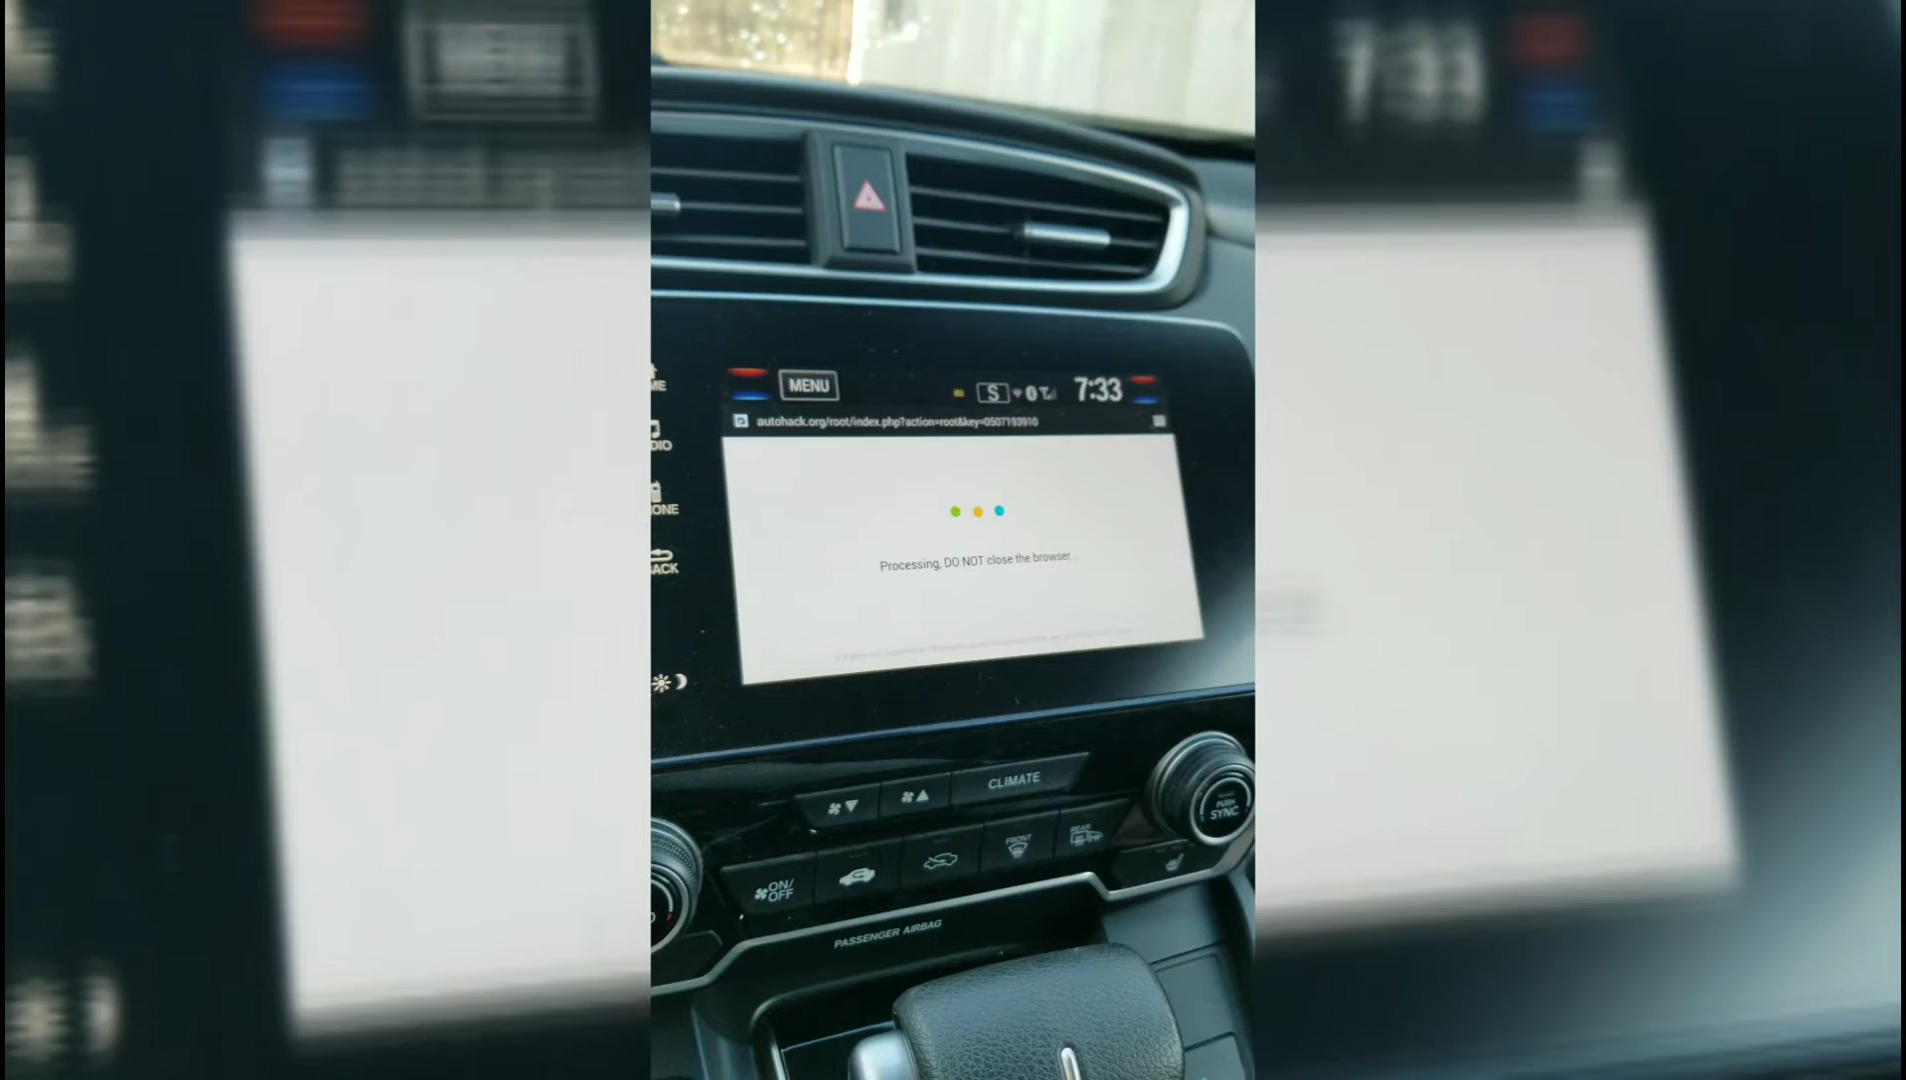 MENU
S
7:33
autohack.org/root/index.php?action=root&key=0507193910
Processing, DO NOT close the browser...
CLIMATE
PUSH
SYNC
FRONT
REAR
ON/
OFF
PASSENGER AIRBAG